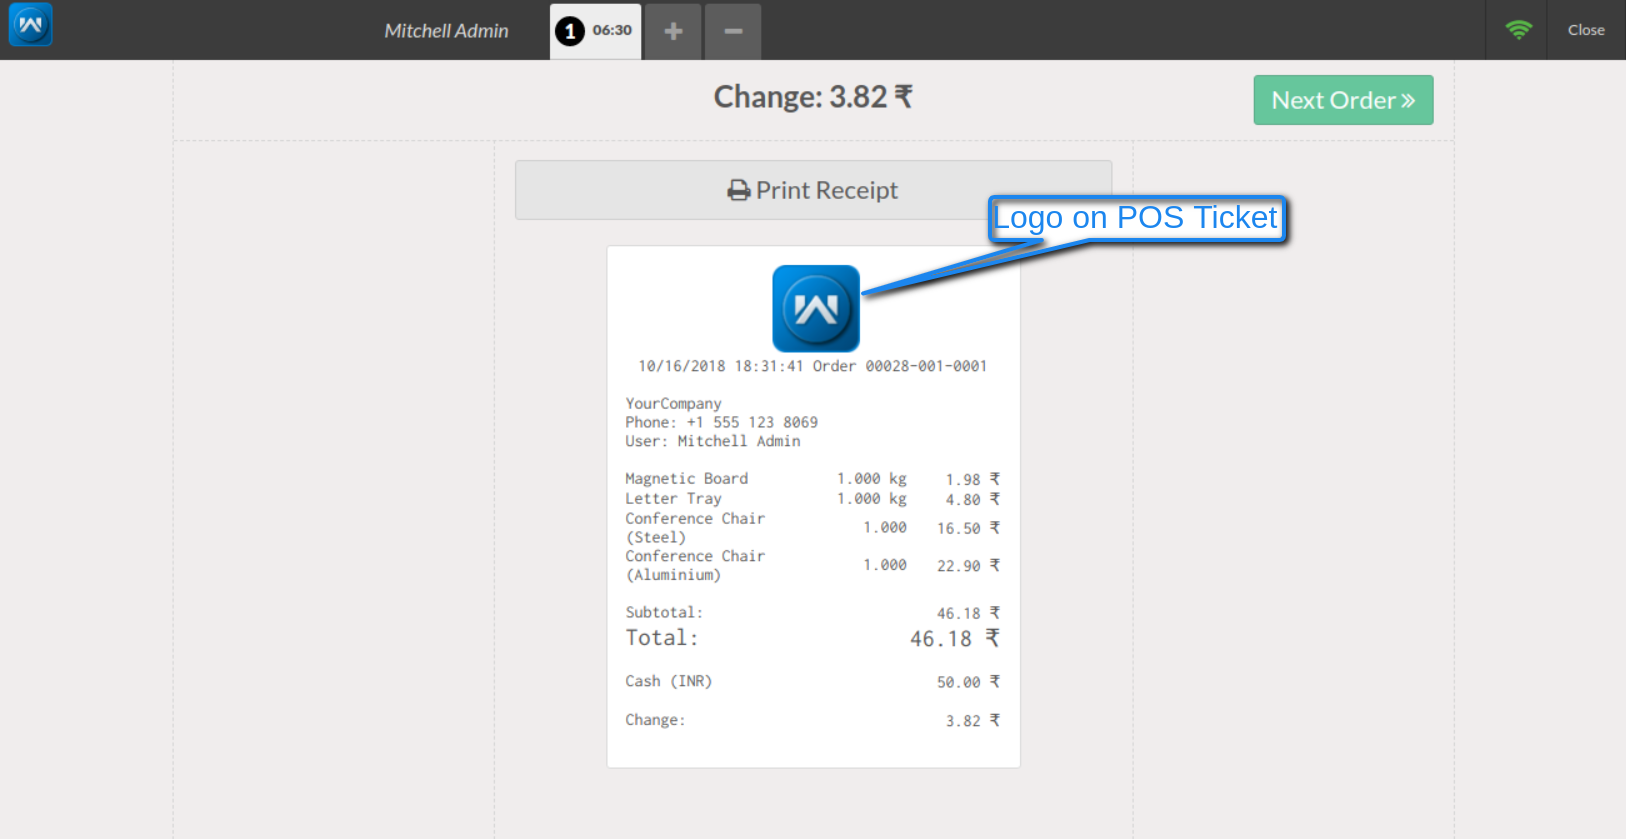 Mitchell Admin 1 06:30 + − Close
Change: 3.82 ₹
Next Order »
Print Receipt
Logo on POS Ticket
10/16/2018 18:31:41 Order 00028-001-0001
YourCompany
Phone: +1 555 123 8069
User: Mitchell Admin
Magnetic Board 1.000 kg 1.98 ₹
Letter Tray 1.000 kg 4.80 ₹
Conference Chair
(Steel) 1.000 16.50 ₹
Conference Chair
(Aluminium) 1.000 22.90 ₹
Subtotal: 46.18 ₹
Total: 46.18 ₹
Cash (INR) 50.00 ₹
Change: 3.82 ₹